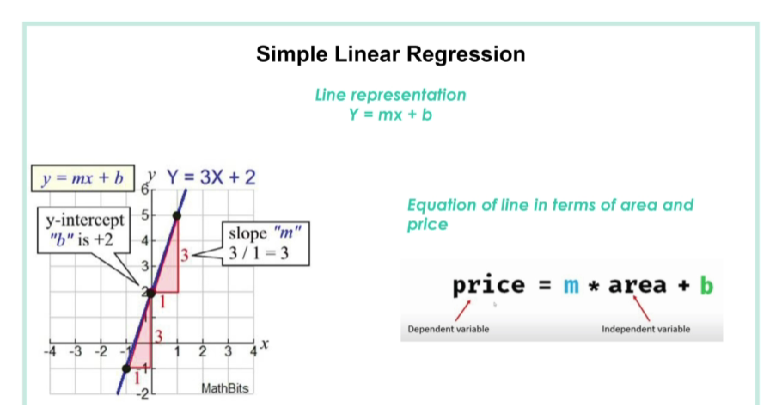 Simple Linear Regression
Line representation
Y = mx + b
y = mx + b
y Y = 3X + 2
y-intercept
"b" is +2
slope "m"
3 / 1 = 3
6
5
4
3
2
3
1
3
-4 -3 -2 -1 1 2 3 4 x
1
-1
-2
MathBits
Equation of line in terms of area and
price
price = m * area + b
Dependent variable
Independent variable